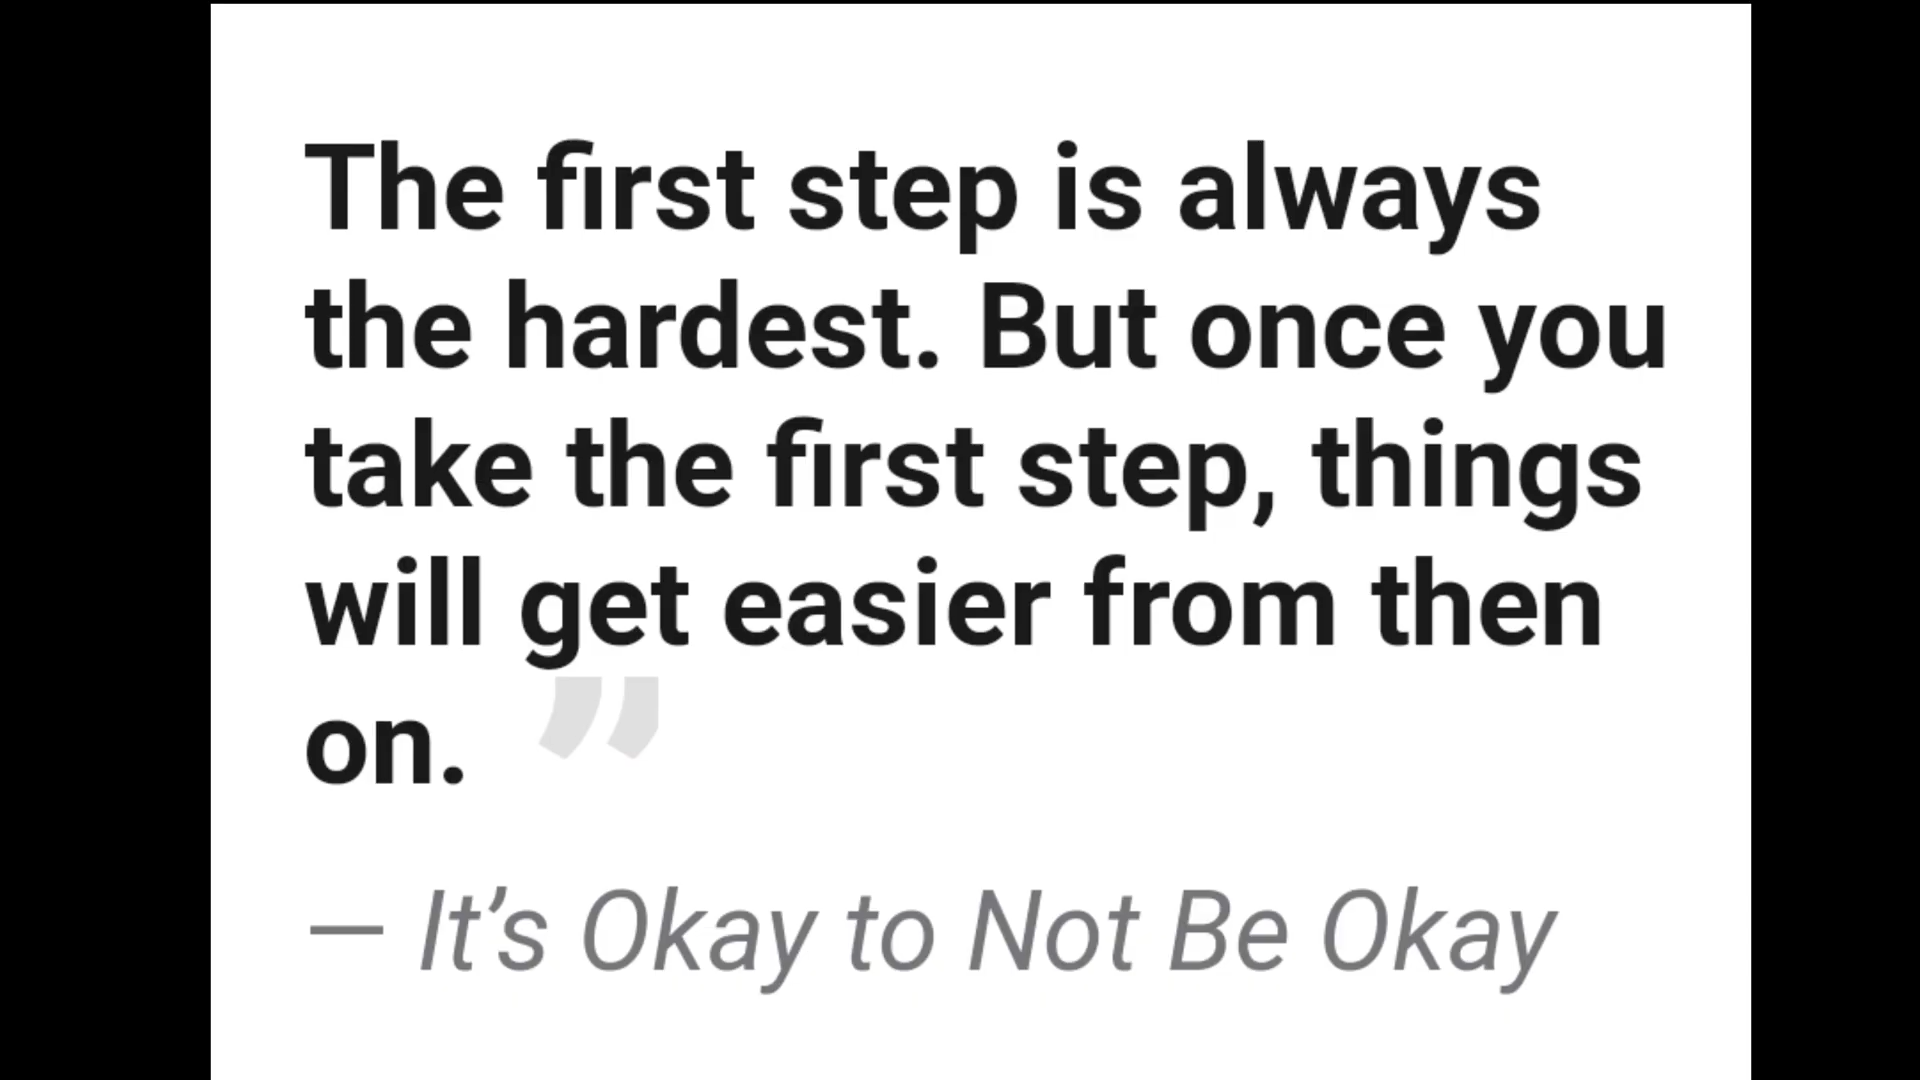 The first step is always
the hardest. But once you
take the first step, things
will get easier from then
on. ”
— It’s Okay to Not Be Okay